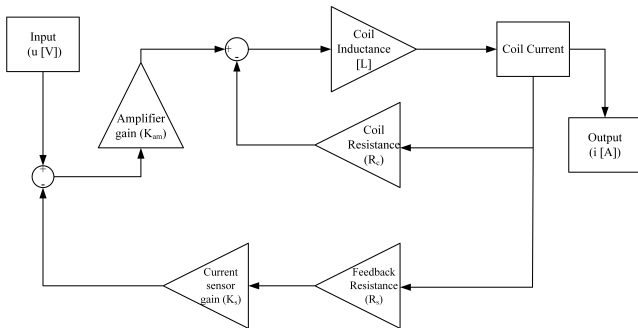 Input
(u [V])
Amplifier
gain (Kam)
+
-
+
-
Coil
Inductance
[L]
Coil Current
Coil
Resistance
(Rc)
Output
(i [A])
Current
sensor
gain (Ks)
Feedback
Resistance
(Rs)